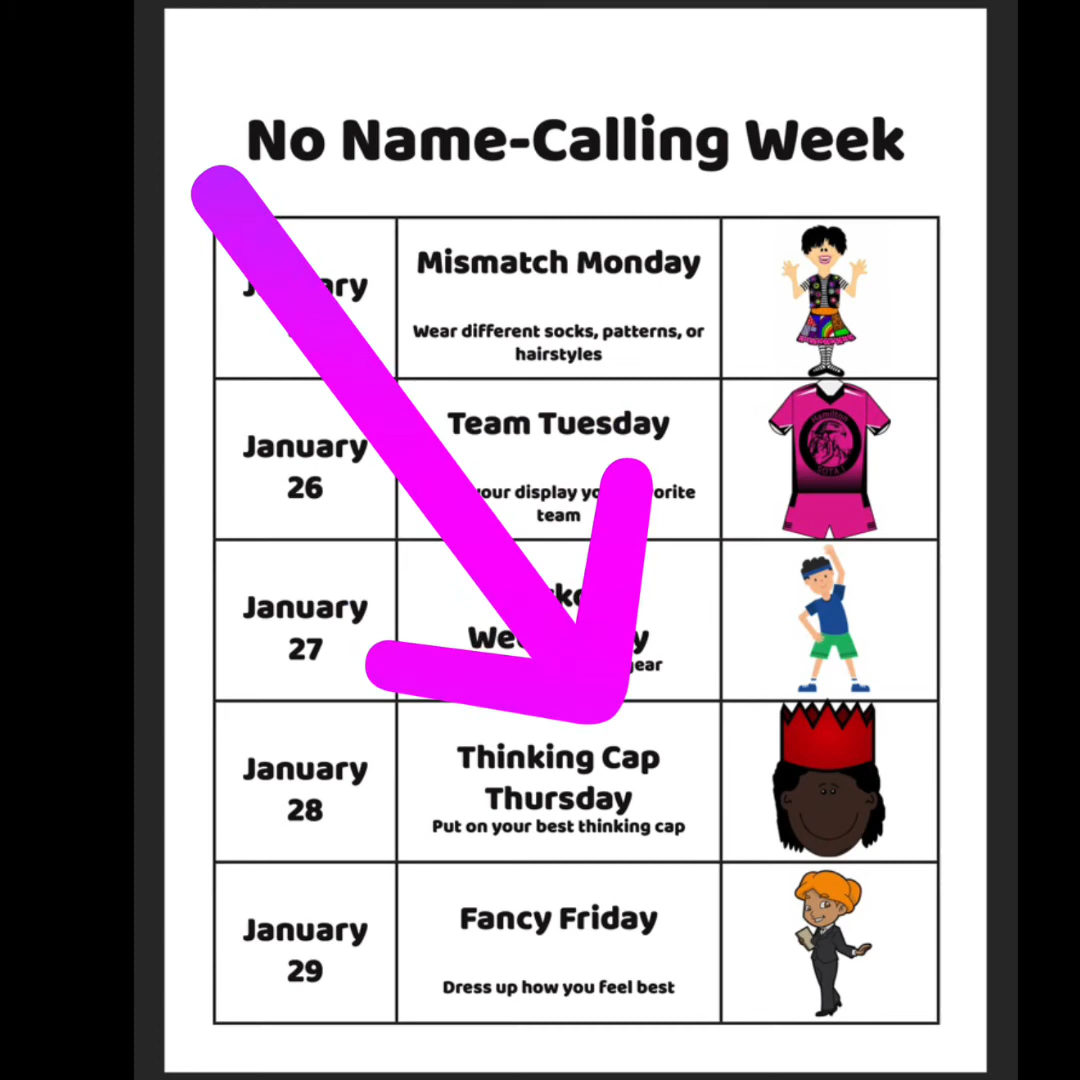 No Name-Calling Week
Mismatch Monday
Wear different socks, patterns, or
hairstyles
January
26
Team Tuesday
team
January
27
January
28
Thinking Cap
Thursday
Put on your best thinking cap
January
29
Fancy Friday
Dress up how you feel best